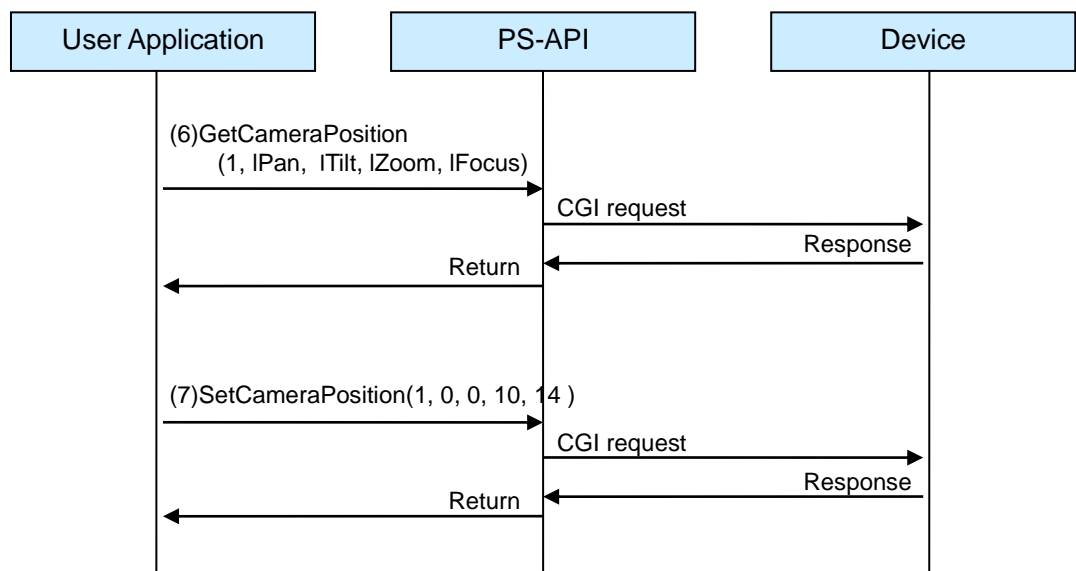 User Application
PS-API
Device
(6)GetCameraPosition
(1, lPan, lTilt, lZoom, lFocus)
CGI request
Response
Return
(7)SetCameraPosition(1, 0, 0, 10, 14 )
CGI request
Response
Return